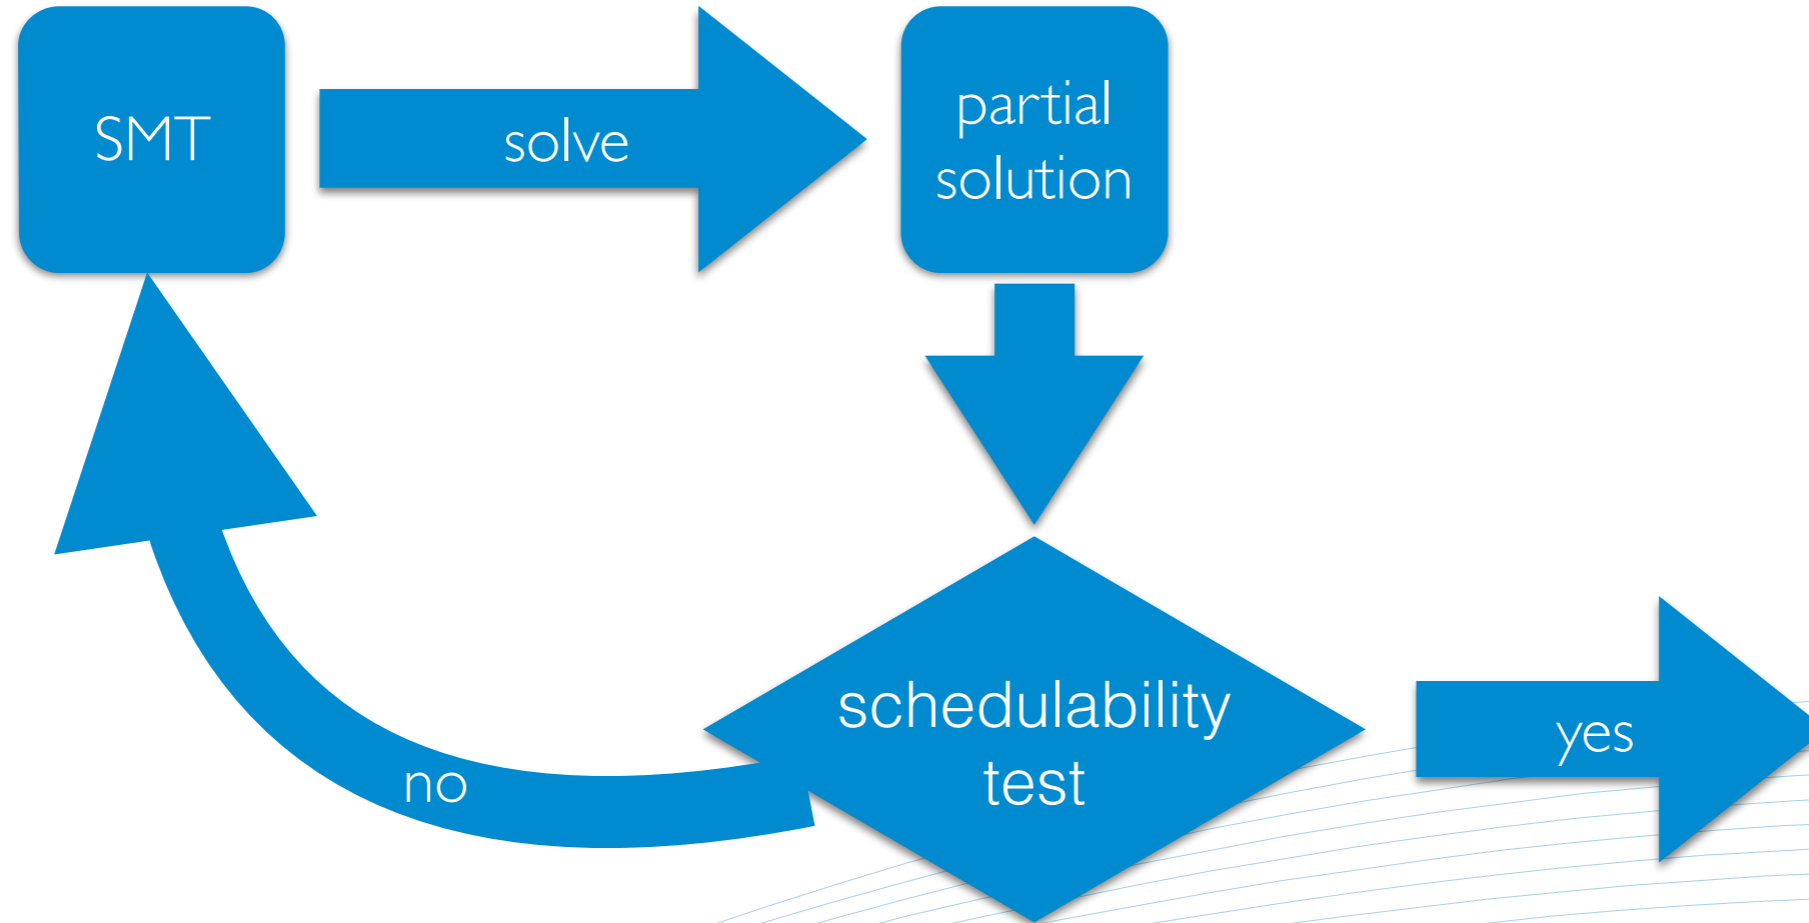 SMT
solve
partial
solution
schedulability
test
yes
no